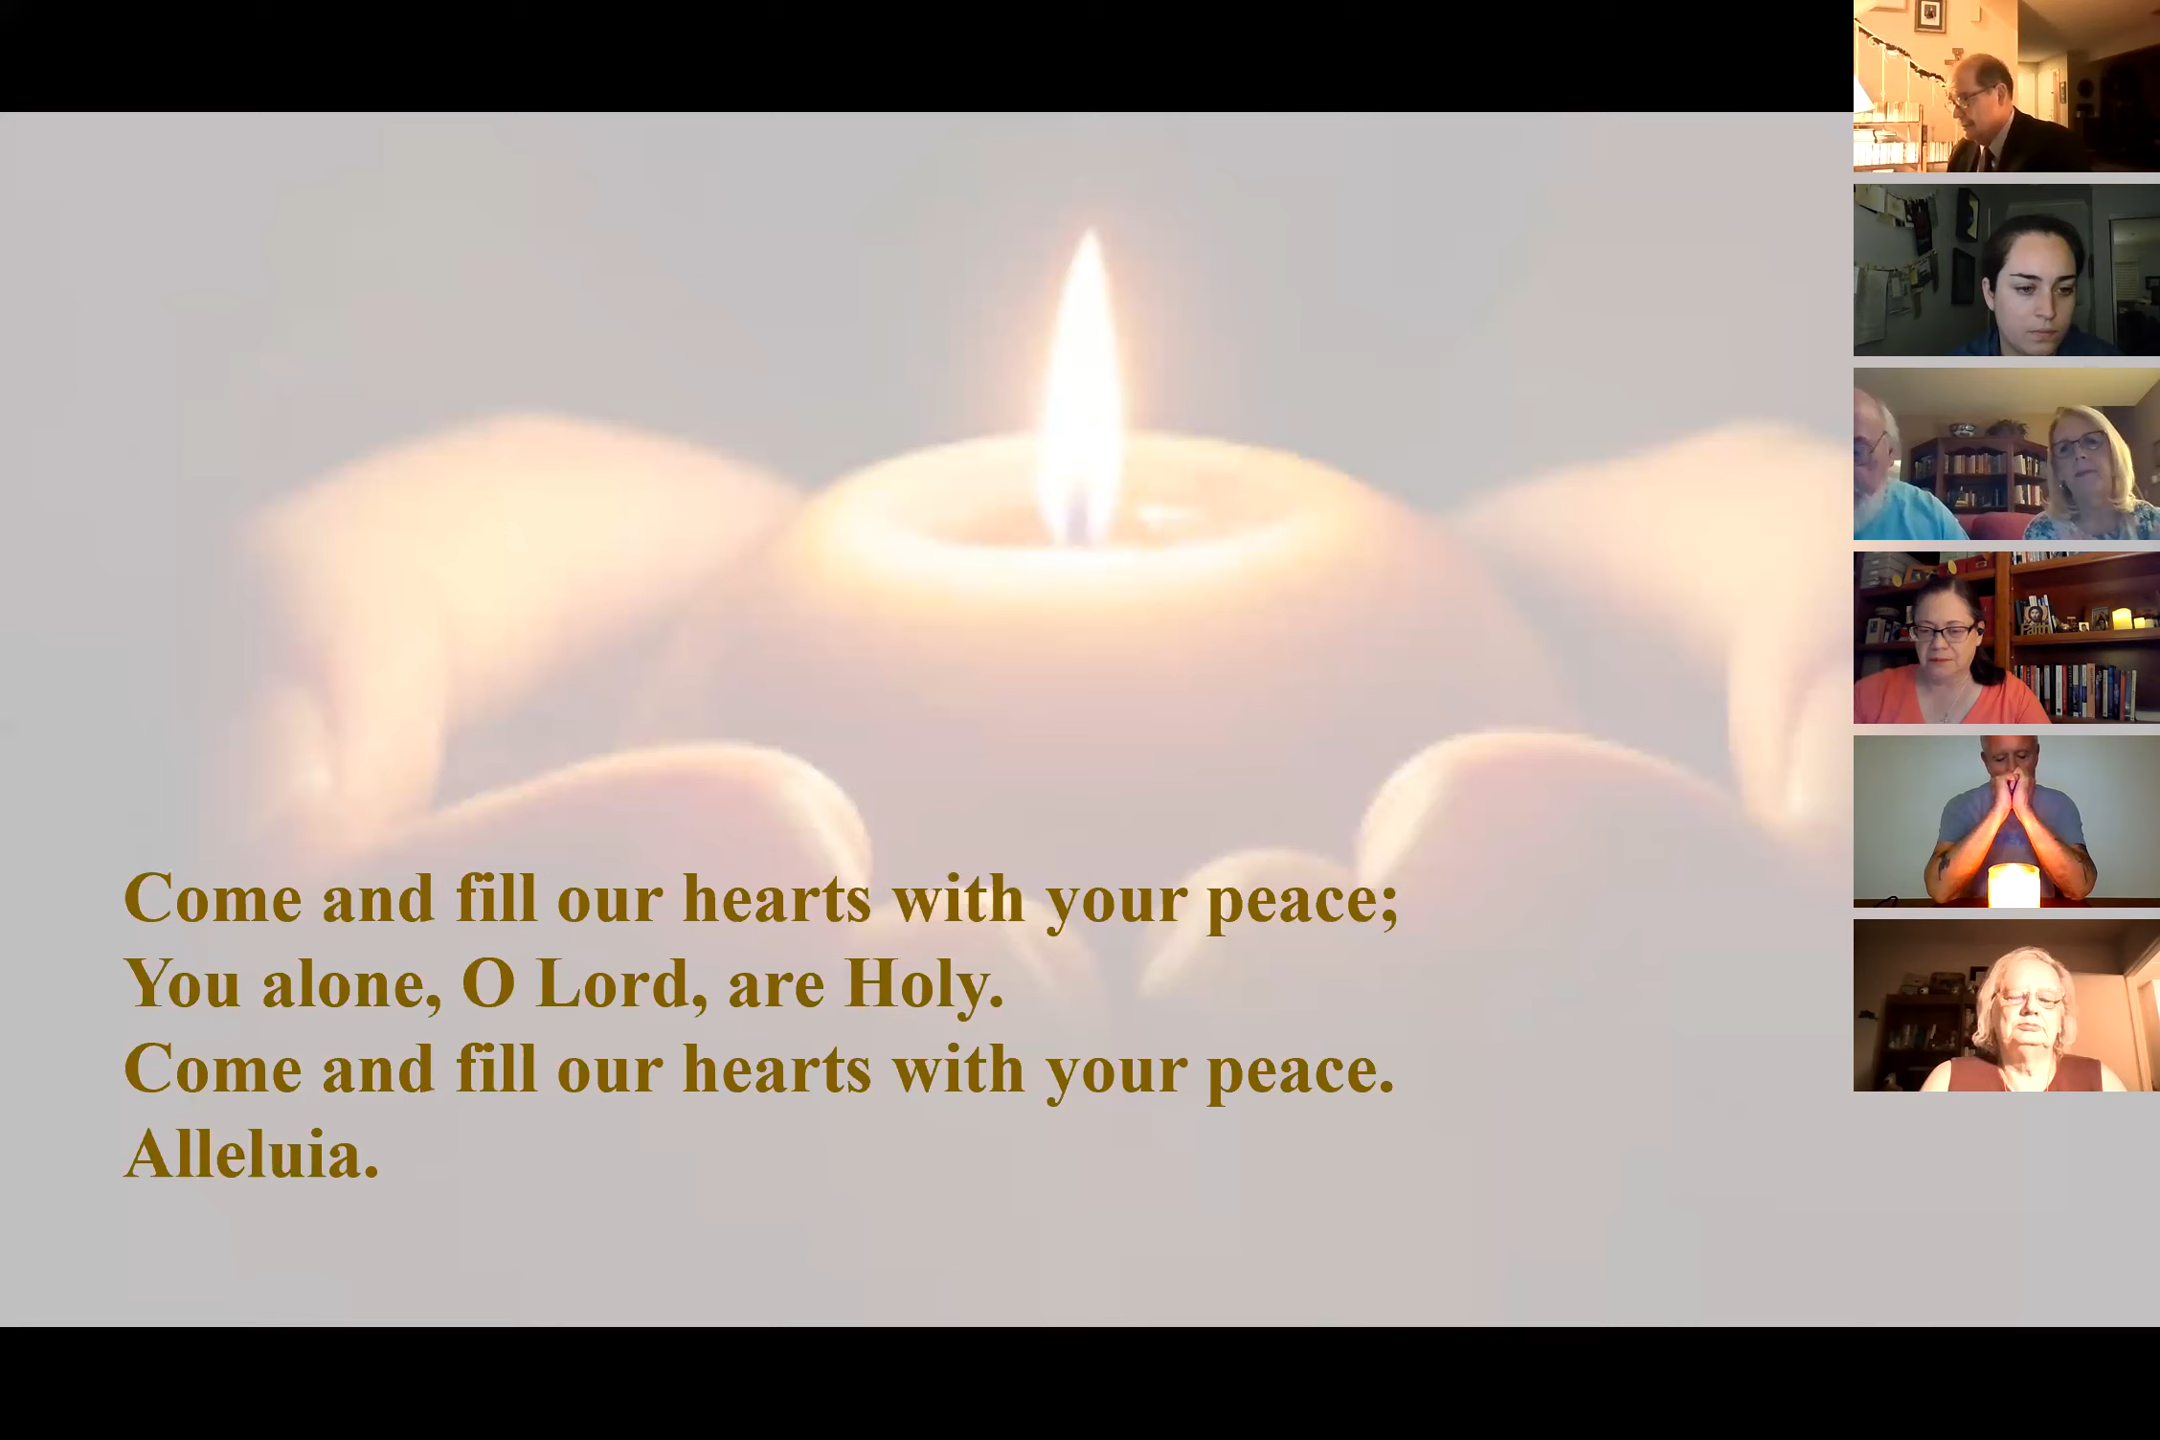 Come and fill our hearts with your peace;
You alone, O Lord, are Holy.
Come and fill our hearts with your peace.
Alleluia.
Faith